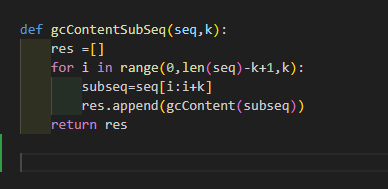 def gcContentSubSeq(seq,k):
    res =[]
    for i in range(0,len(seq)-k+1,k):
        subseq=seq[i:i+k]
        res.append(gcContent(subseq))
    return res